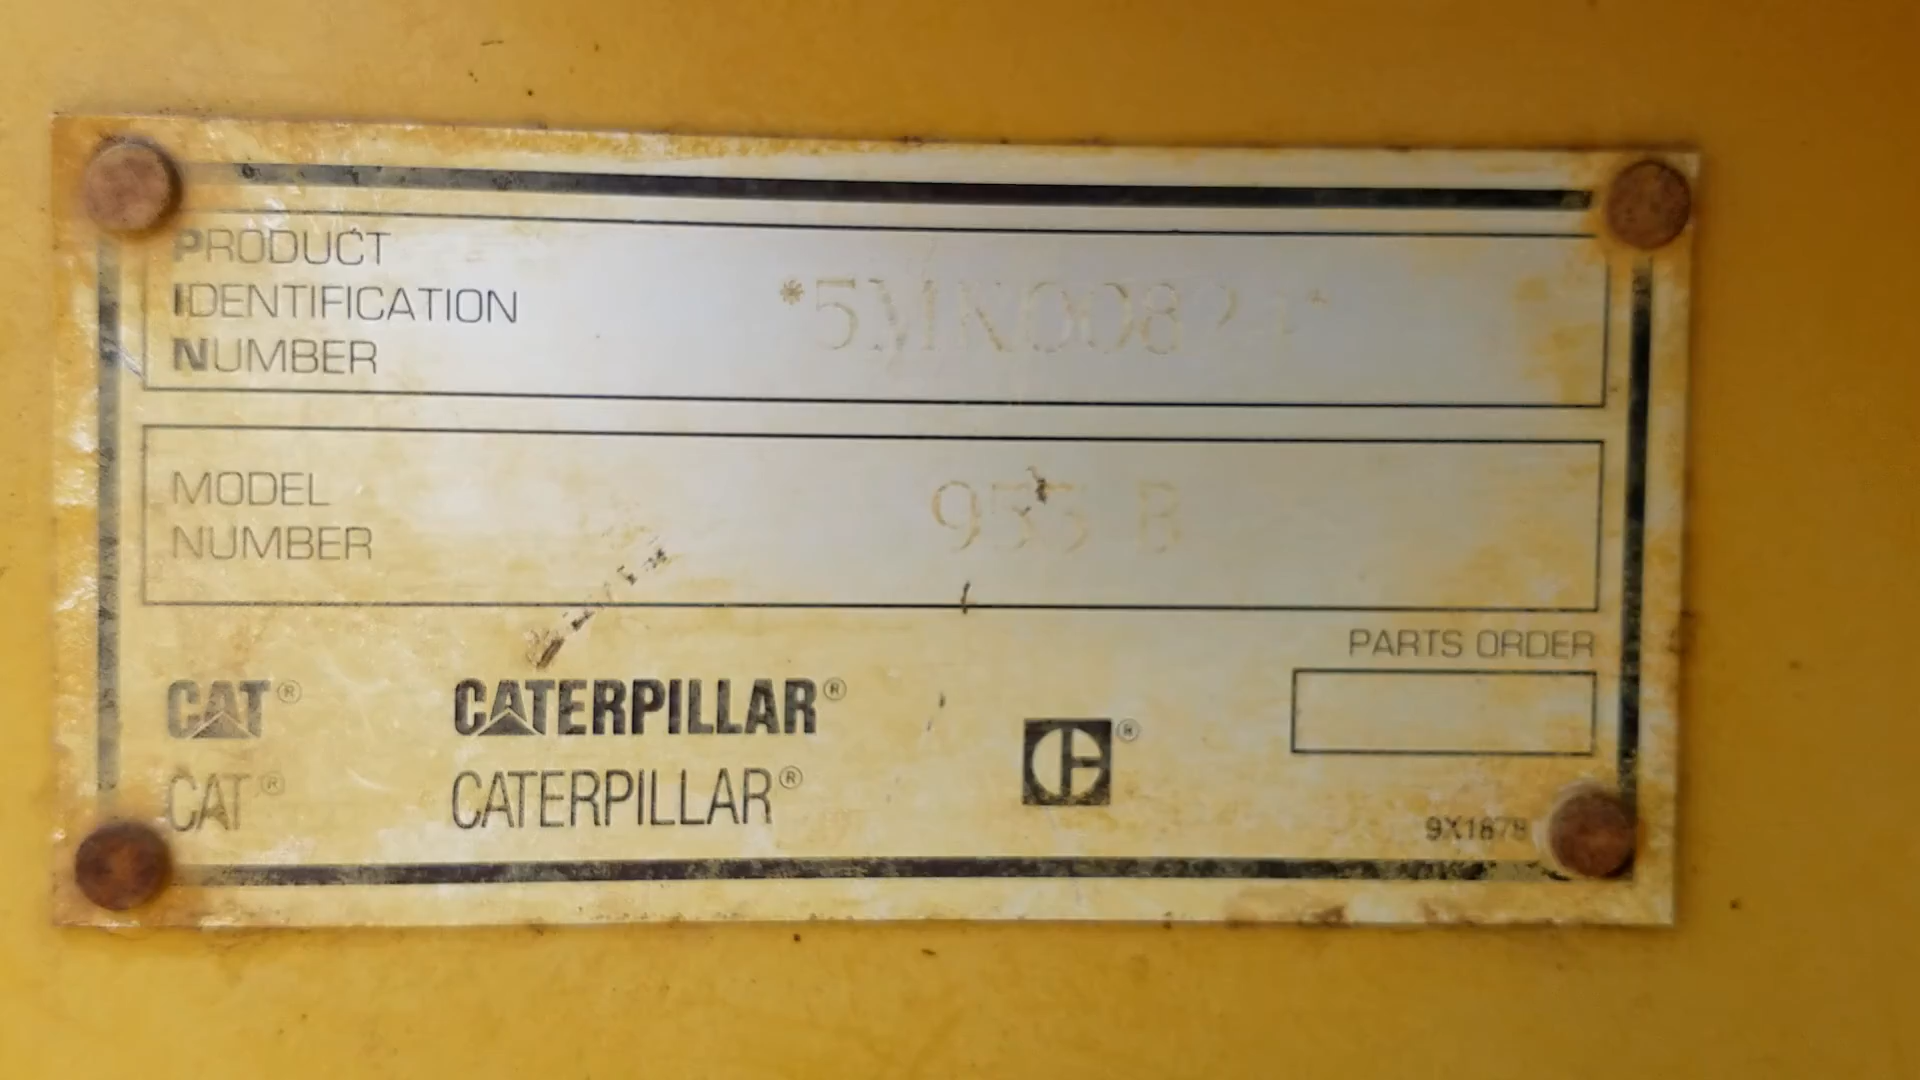 PRODUCT
IDENTIFICATION
NUMBER
MODEL
NUMBER
PARTS ORDER
CAT® CATERPILLAR®
CAT® CATERPILLAR®
9X1878